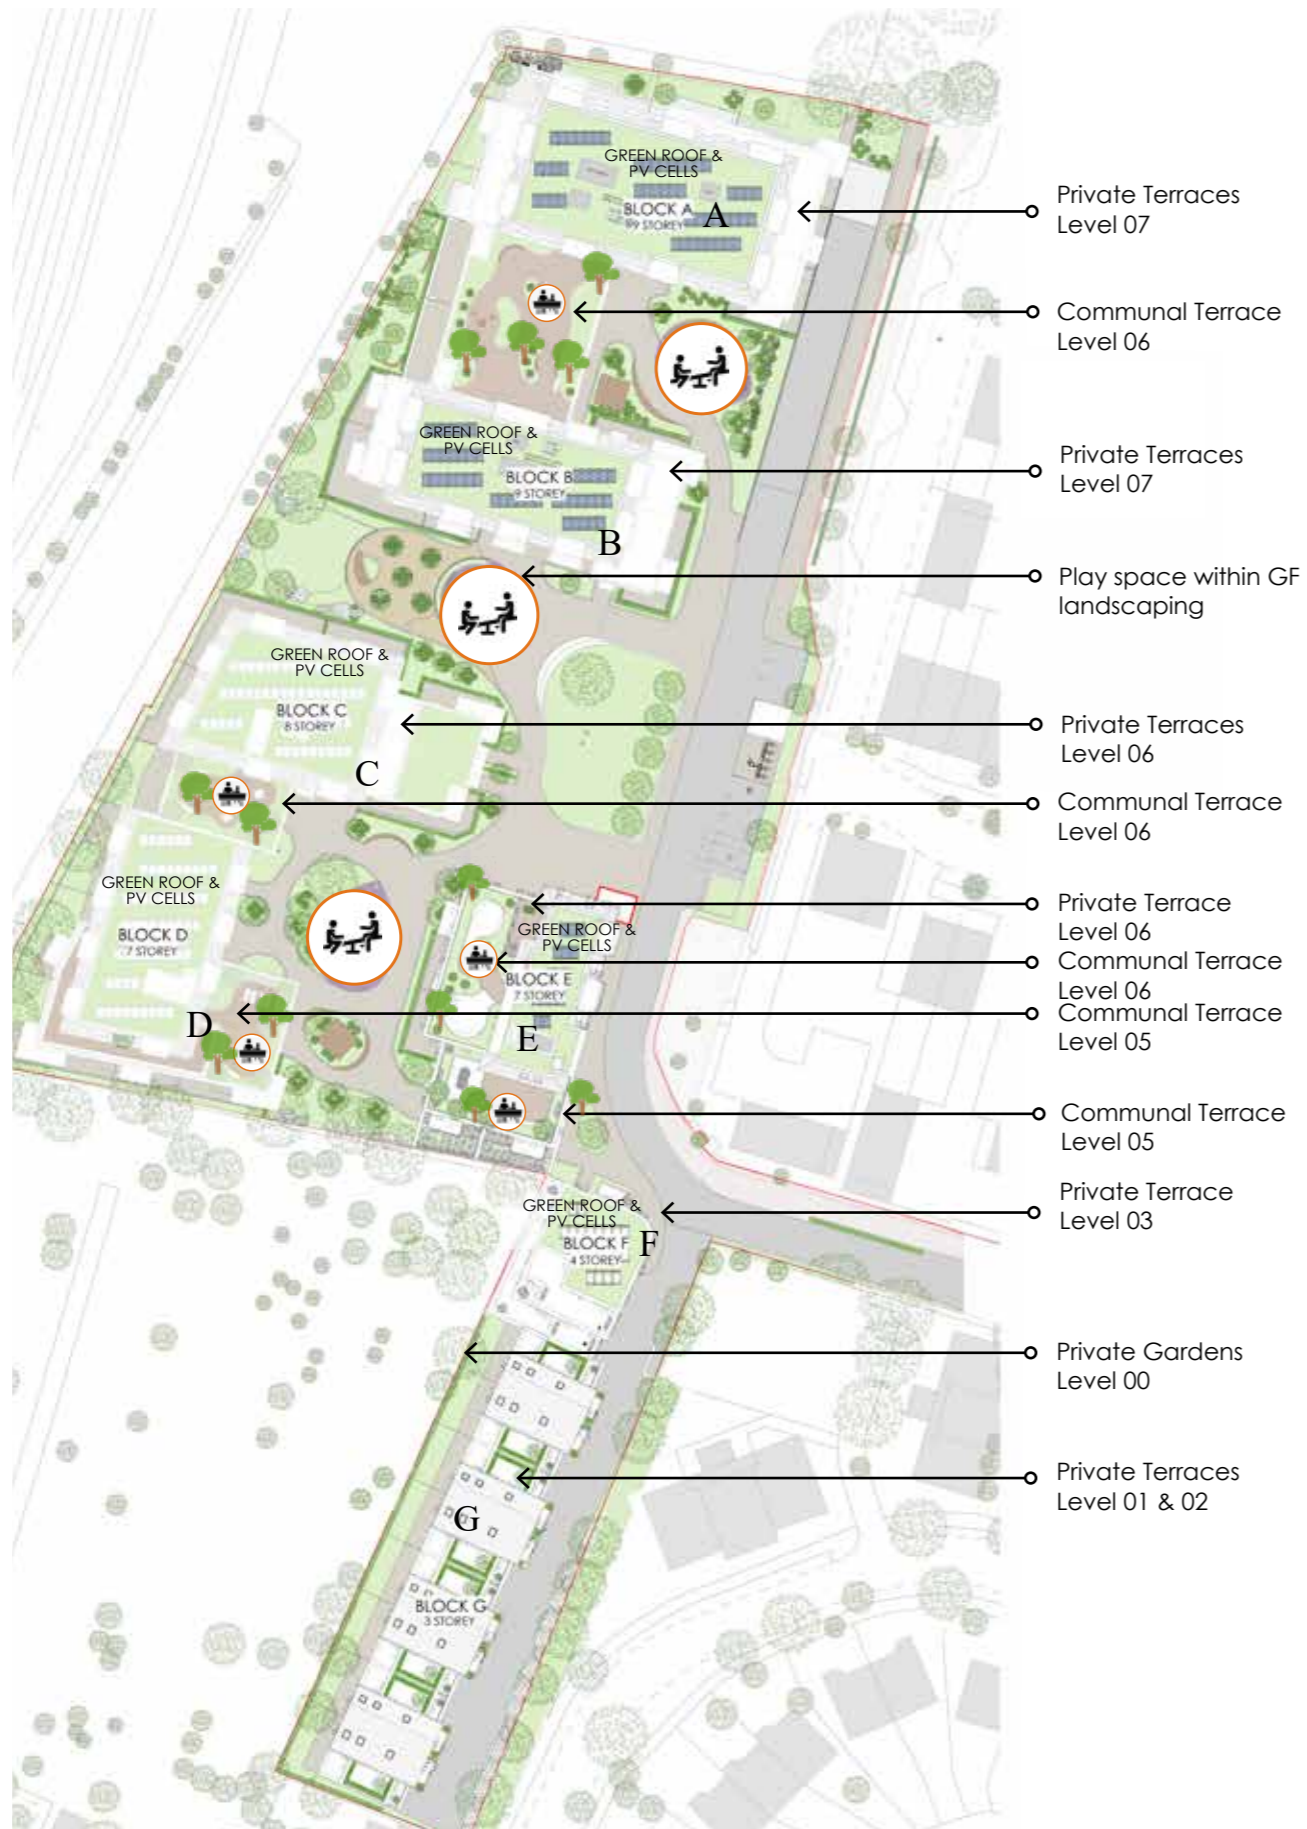 GREEN ROOF &
PV CELLS
BLOCK A
9 STOREY
A
Private Terraces
Level 07
Communal Terrace
Level 06
GREEN ROOF &
PV CELLS
BLOCK B
9 STOREY
B
Private Terraces
Level 07
Play space within GF
landscaping
GREEN ROOF &
PV CELLS
BLOCK C
8 STOREY
C
Private Terraces
Level 06
Communal Terrace
Level 06
GREEN ROOF &
PV CELLS
BLOCK D
7 STOREY
D
Private Terrace
Level 06
GREEN ROOF &
PV CELLS
BLOCK E
7 STOREY
E
Communal Terrace
Level 06
Communal Terrace
Level 05
Communal Terrace
Level 05
GREEN ROOF &
PV CELLS
BLOCK F
4 STOREY
F
Private Terrace
Level 03
Private Gardens
Level 00
Private Terraces
Level 01 & 02
G
BLOCK G
3 STOREY